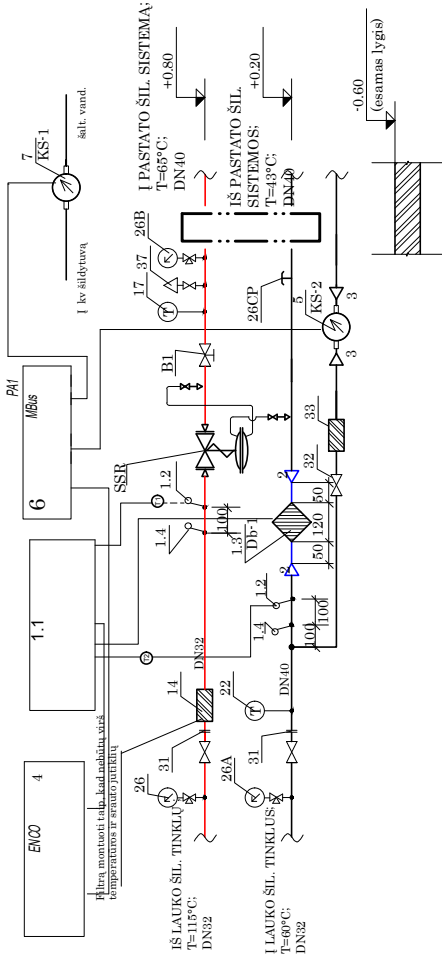 ENCO
4
1.1
6
MBus
PA1
7
KS-1
Į kv šildytuvą
šalt. vand.
Filtrą montuoti taip, kad nebūtų virš
temperatūros ir srauto jutiklių
T2
T1
IŠ LAUKO ŠIL. TINKLŲ
T=115°C;
DN32
26
31
14
DN32
1.4
1.2
100
SSR
B1
17
37
26B
Į PASTATO ŠIL. SISTEMĄ;
T=65°C;
DN40
+0.80
T
Į LAUKO ŠIL. TINKLUS;
T=60°C;
DN32
26A
31
22
T
DN40
1.4
1.2
100
100
2
1.3
Db-1
2
50
120
50
26CP
IŠ PASTATO ŠIL.
SISTEMOS;
T=43°C;
DN40
+0.20
32
33
3
5
KS-2
3
-0.60
(esamas lygis)